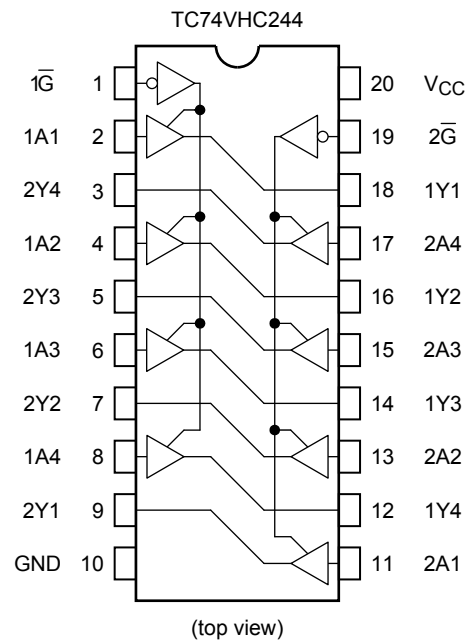 TC74VHC244
1G̅ 1 20 VCC
1A1 2 19 2G̅
2Y4 3 18 1Y1
1A2 4 17 2A4
2Y3 5 16 1Y2
1A3 6 15 2A3
2Y2 7 14 1Y3
1A4 8 13 2A2
2Y1 9 12 1Y4
GND 10 11 2A1
(top view)